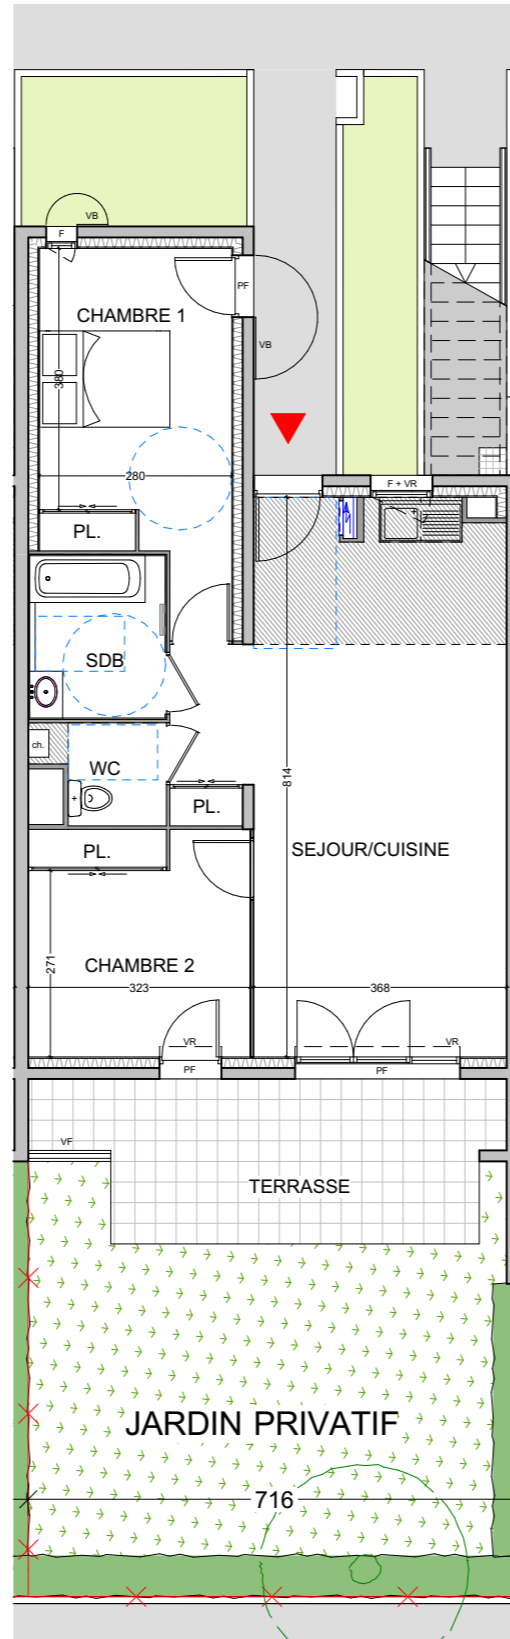 VB
F
CHAMBRE 1
PF
VB
380
280
F + VR
PL.
SDB
ch.
WC
814
PL.
PL.
SEJOUR/CUISINE
271
CHAMBRE 2
323
368
VR
VR
PF
PF
VF
TERRASSE
JARDIN PRIVATIF
716